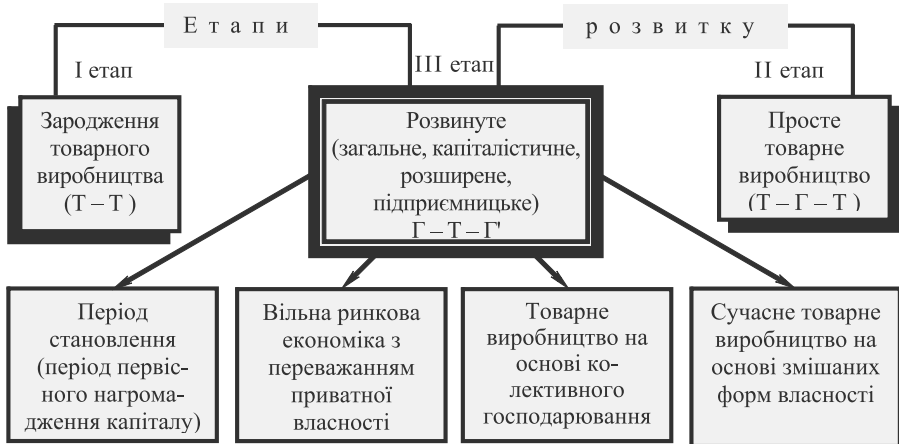 Етапи
розвитку
І етап
ІІІ етап
ІІ етап
Зародження
товарного
виробництва
(Т – Т )
Розвинуте
(загальне, капіталістичне,
розширене,
підприємницьке)
Г – Т – Г'
Просте
товарне
виробництво
(Т – Г – Т )
Період
становлення
(період первіс-
ного нагрома-
дження капіталу)
Вільна ринкова
економіка з
переважанням
приватної
власності
Товарне
виробництво на
основі ко-
лективного
господарювання
Сучасне товарне
виробництво на
основі змішаних
форм власності